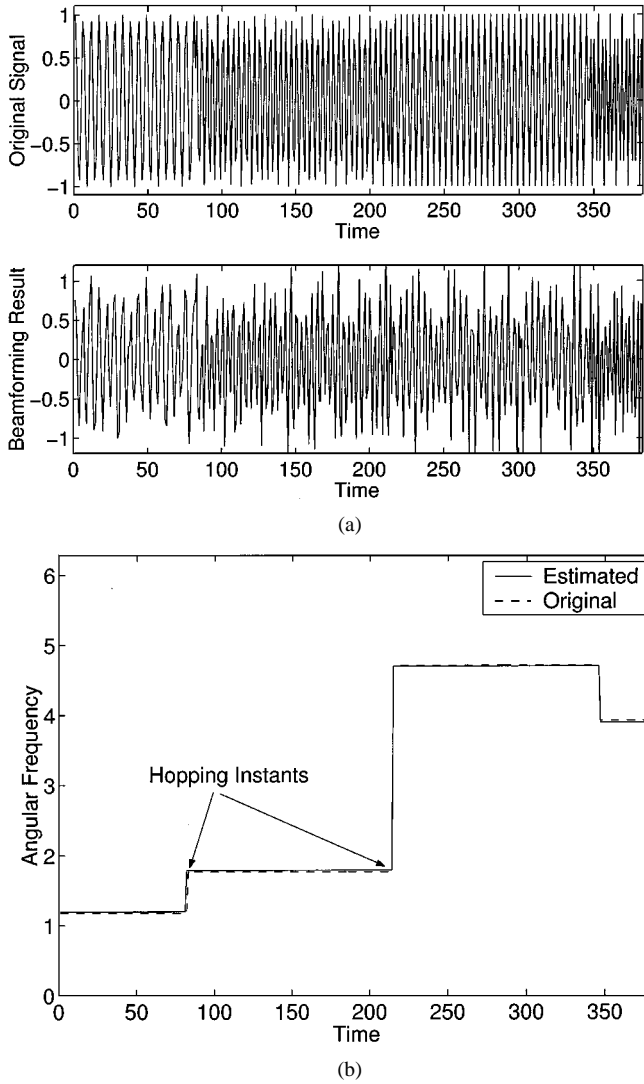 1
0.5
0
−0.5
−1
Original Signal
0 50 100 150 200 250 300 350
Time
1
0.5
0
−0.5
−1
Beamforming Result
0 50 100 150 200 250 300 350
Time
(a)
6
5
4
3
2
1
0
Angular Frequency
Estimated
Original
Hopping Instants
0 50 100 150 200 250 300 350
Time
(b)